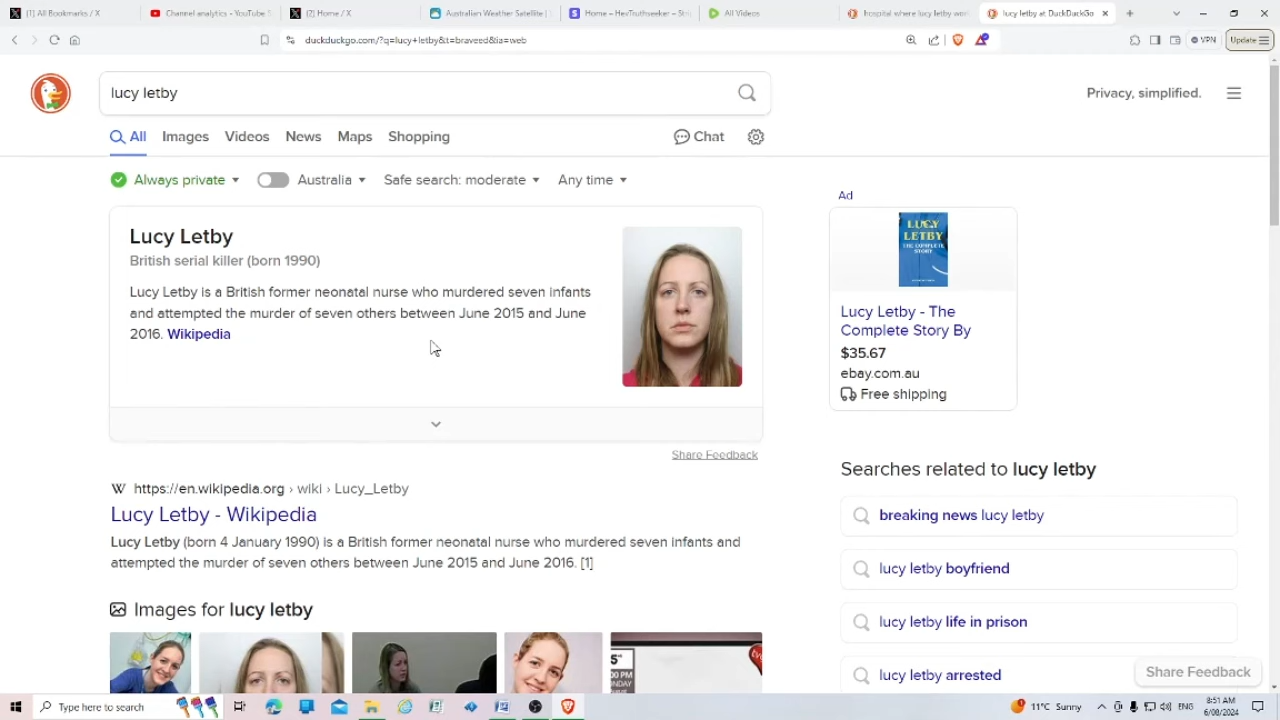 [1] All Bookmarks / X
Channel analytics - YouTube S
[2] Home / X
Australian Weather Satellite |
Home – HexTruthseeker – Stri
All Videos
hospital where lucy letby wor
lucy letby at DuckDuckGo
duckduckgo.com/?q=lucy+letby&t=braveed&ia=web
VPN
Update
lucy letby
Privacy, simplified.
All Images Videos News Maps Shopping
Chat
Always private Australia Safe search: moderate Any time
Ad
Lucy Letby
British serial killer (born 1990)
Lucy Letby is a British former neonatal nurse who murdered seven infants
and attempted the murder of seven others between June 2015 and June
2016. Wikipedia
LUCY
LETBY
THE COMPLETE
STORY
Lucy Letby - The
Complete Story By
$35.67
ebay.com.au
Free shipping
Share Feedback
W https://en.wikipedia.org › wiki › Lucy_Letby
Lucy Letby - Wikipedia
Lucy Letby (born 4 January 1990) is a British former neonatal nurse who murdered seven infants and
attempted the murder of seven others between June 2015 and June 2016. [1]
Images for lucy letby
Searches related to lucy letby
breaking news lucy letby
lucy letby boyfriend
lucy letby life in prison
lucy letby arrested
Share Feedback
Type here to search
11°C Sunny
ENG
8:51 AM
6/08/2024